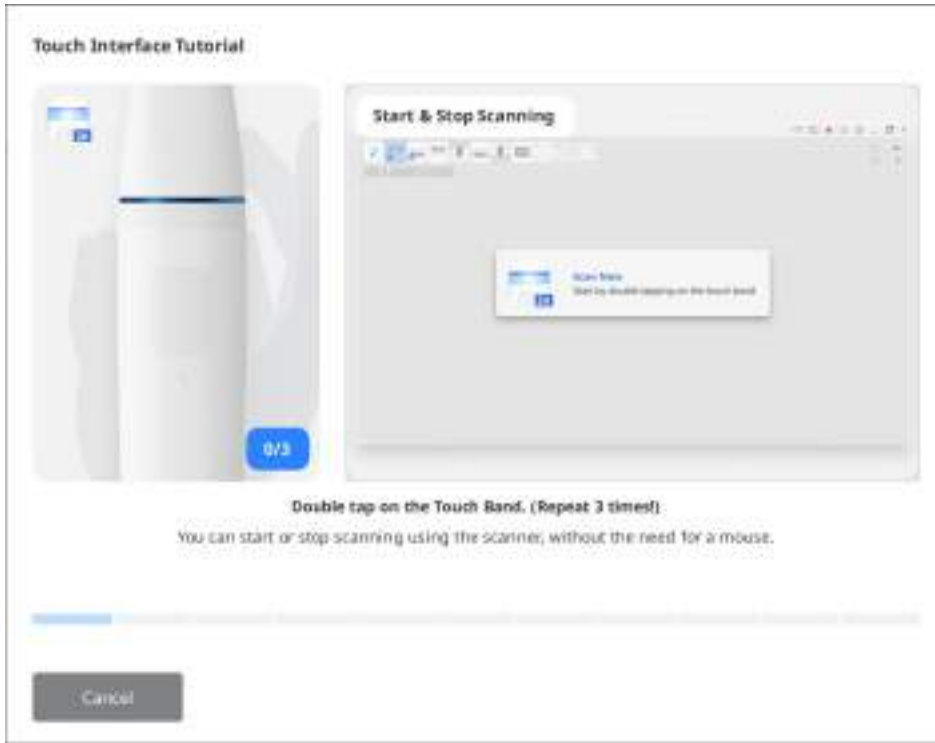 Touch Interface Tutorial
Start & Stop Scanning
Scan Now
Start by double tapping on the touch band
0/3
Double tap on the Touch Band. (Repeat 3 times!)
You can start or stop scanning using the scanner, without the need for a mouse.
Cancel